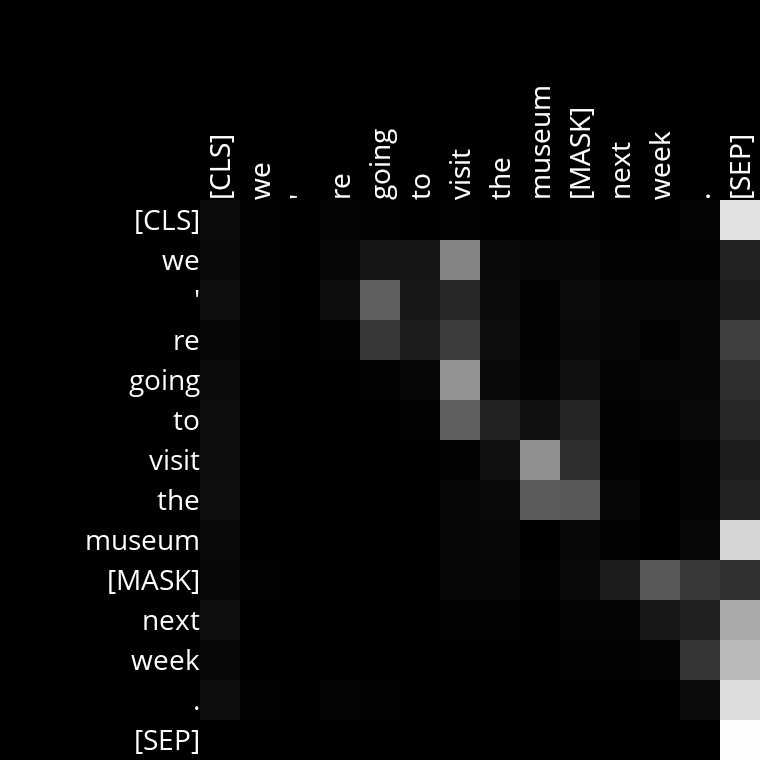 [CLS] we ' re going to visit the museum [MASK] next week . [SEP]
[CLS]
we
'
re
going
to
visit
the
museum
[MASK]
next
week
.
[SEP]